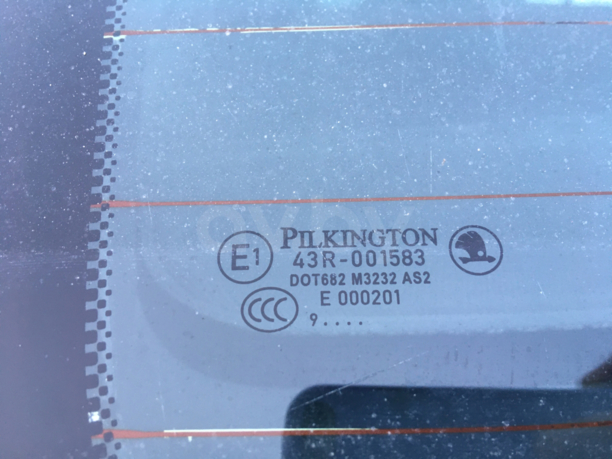 PILKINGTON
E1 43R-001583
DOT682 M3232 AS2
CCC E 000201
9....